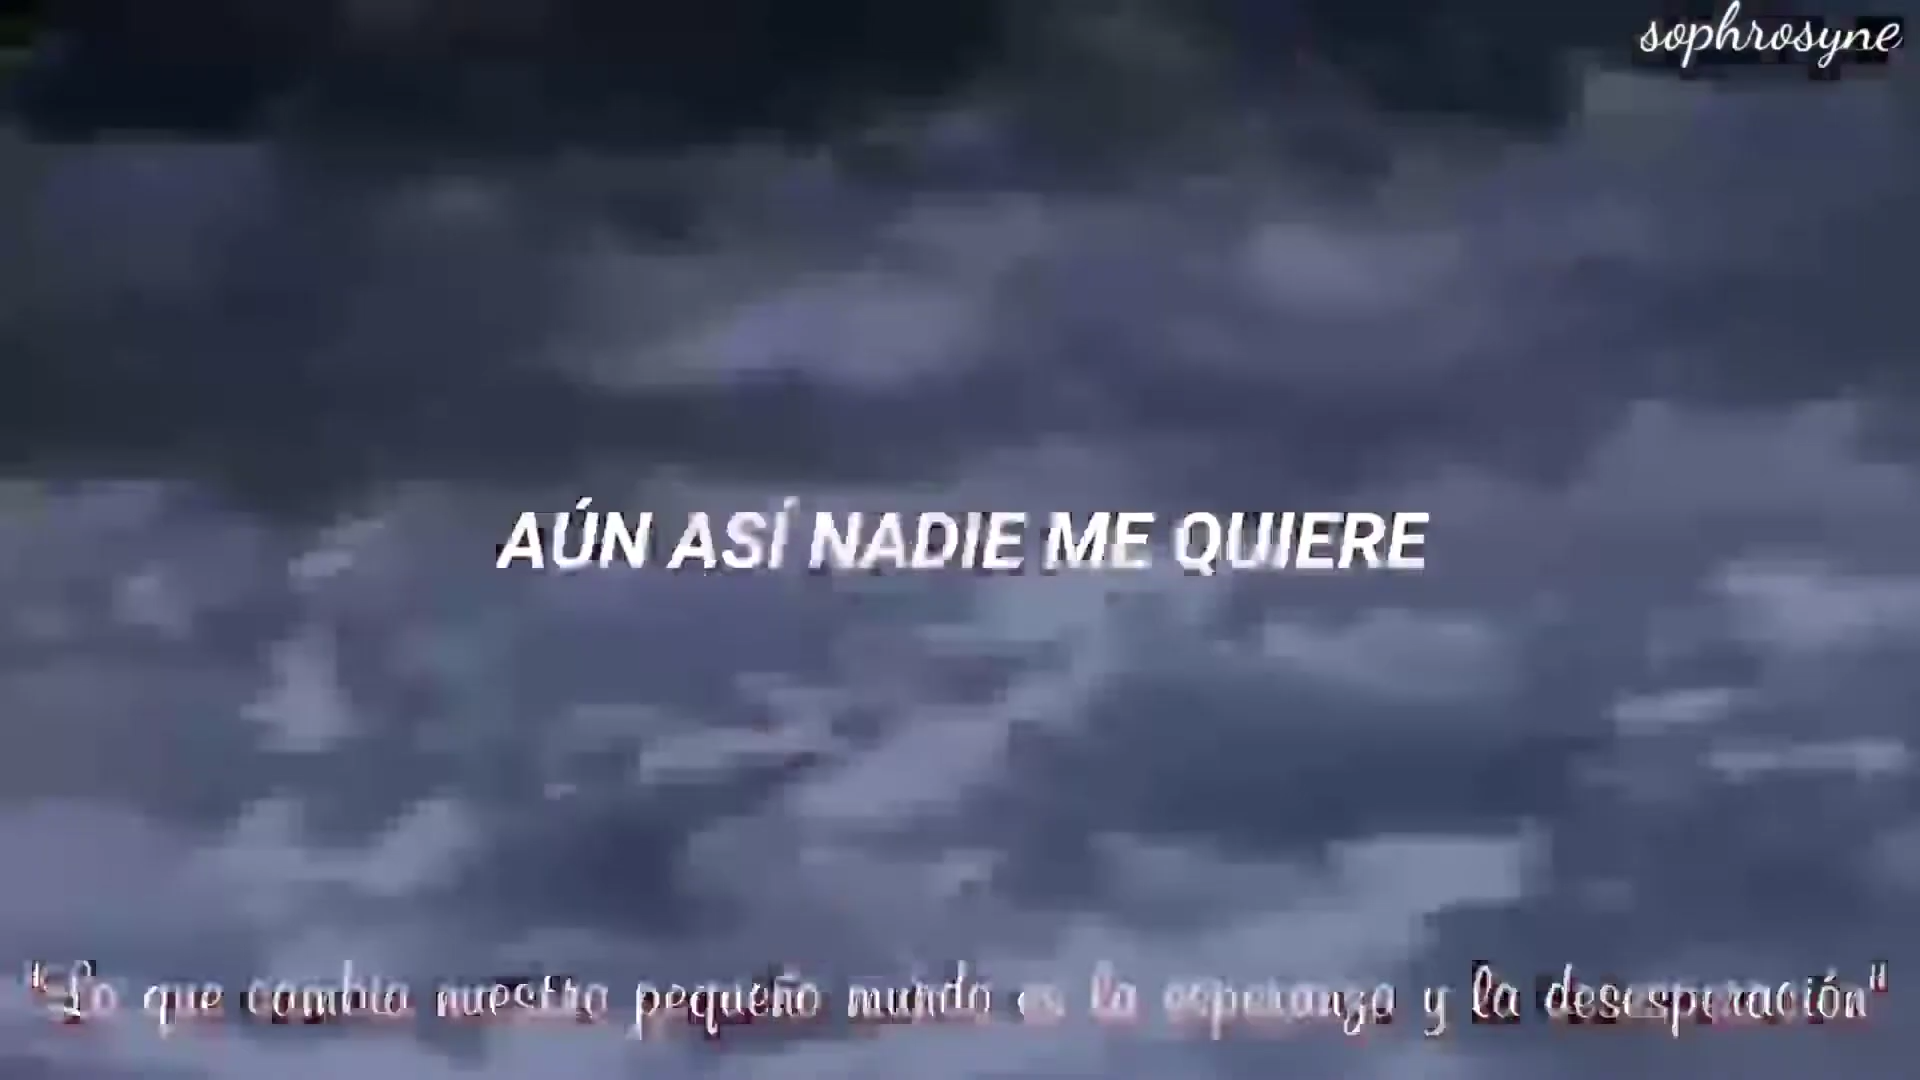 sophrosyne
AÚN ASÍ NADIE ME QUIERE
"Lo que cambia nuestro pequeño mundo es la esperanza y la desesperación"